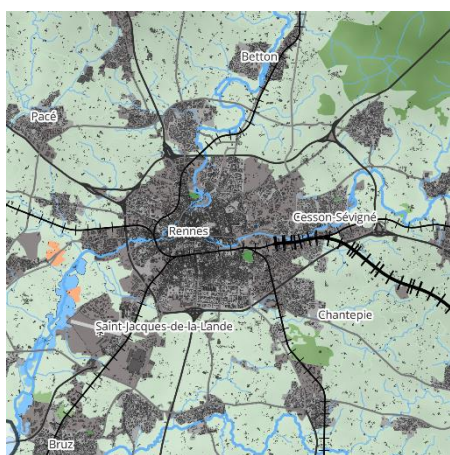 Betton
Pacé
Cesson-Sévigné
Rennes
Chantepie
Saint-Jacques-de-la-Lande
Bruz